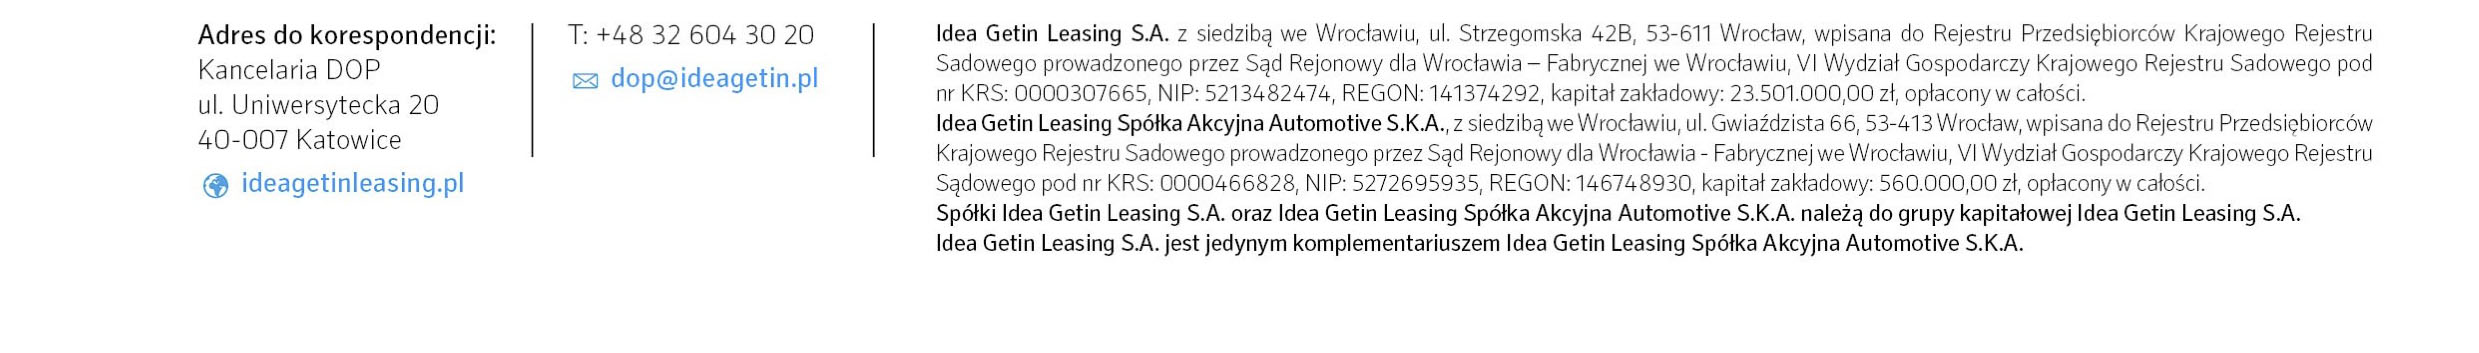 Adres do korespondencji:
Kancelaria DOP
ul. Uniwersytecka 20
40-007 Katowice
ideagetinleasing.pl
T: +48 32 604 30 20
dop@ideagetin.pl
Idea Getin Leasing S.A. z siedzibą we Wrocławiu, ul. Strzegomska 42B, 53-611 Wrocław, wpisana do Rejestru Przedsiębiorców Krajowego Rejestru
Sadowego prowadzonego przez Sąd Rejonowy dla Wrocławia – Fabrycznej we Wrocławiu, VI Wydział Gospodarczy Krajowego Rejestru Sadowego pod
nr KRS: 0000307665, NIP: 5213482474, REGON: 141374292, kapitał zakładowy: 23.501.000,00 zł, opłacony w całości.
Idea Getin Leasing Spółka Akcyjna Automotive S.K.A., z siedzibą we Wrocławiu, ul. Gwiaździsta 66, 53-413 Wrocław, wpisana do Rejestru Przedsiębiorców
Krajowego Rejestru Sadowego prowadzonego przez Sąd Rejonowy dla Wrocławia - Fabrycznej we Wrocławiu, VI Wydział Gospodarczy Krajowego Rejestru
Sądowego pod nr KRS: 0000466828, NIP: 5272695935, REGON: 146748930, kapitał zakładowy: 560.000,00 zł, opłacony w całości.
Spółki Idea Getin Leasing S.A. oraz Idea Getin Leasing Spółka Akcyjna Automotive S.K.A. należą do grupy kapitałowej Idea Getin Leasing S.A.
Idea Getin Leasing S.A. jest jedynym komplementariuszem Idea Getin Leasing Spółka Akcyjna Automotive S.K.A.